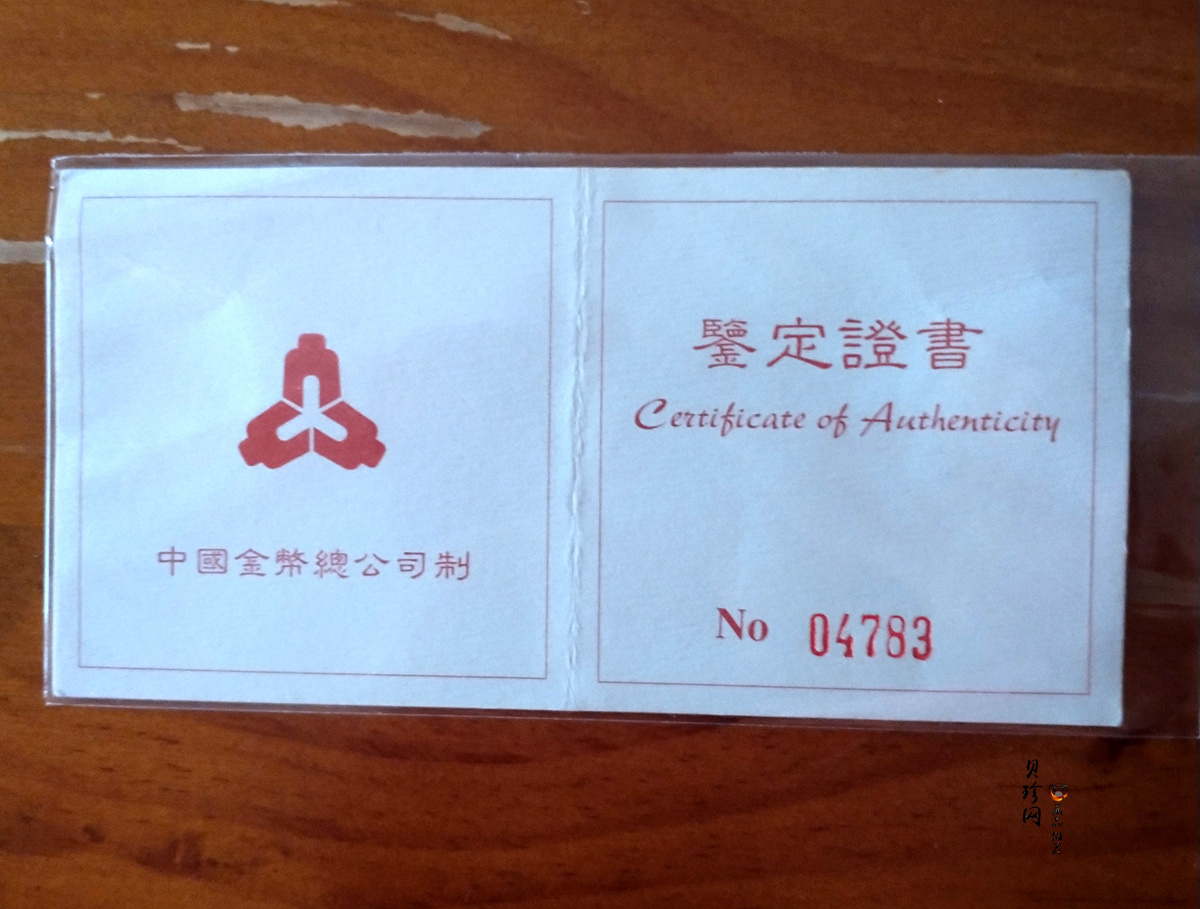 中國金幣總公司制
鑒定證書
Certificate of Authenticity
No 04783
贝珍网